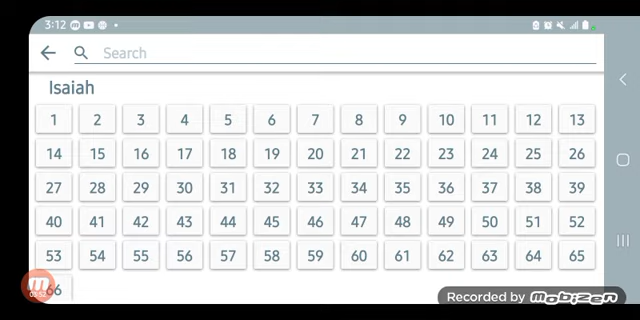 3:12
Search
Isaiah
1 2 3 4 5 6 7 8 9 10 11 12 13
14 15 16 17 18 19 20 21 22 23 24 25 26
27 28 29 30 31 32 33 34 35 36 37 38 39
40 41 42 43 44 45 46 47 48 49 50 51 52
53 54 55 56 57 58 59 60 61 62 63 64 65
66
Recorded by Mobizen